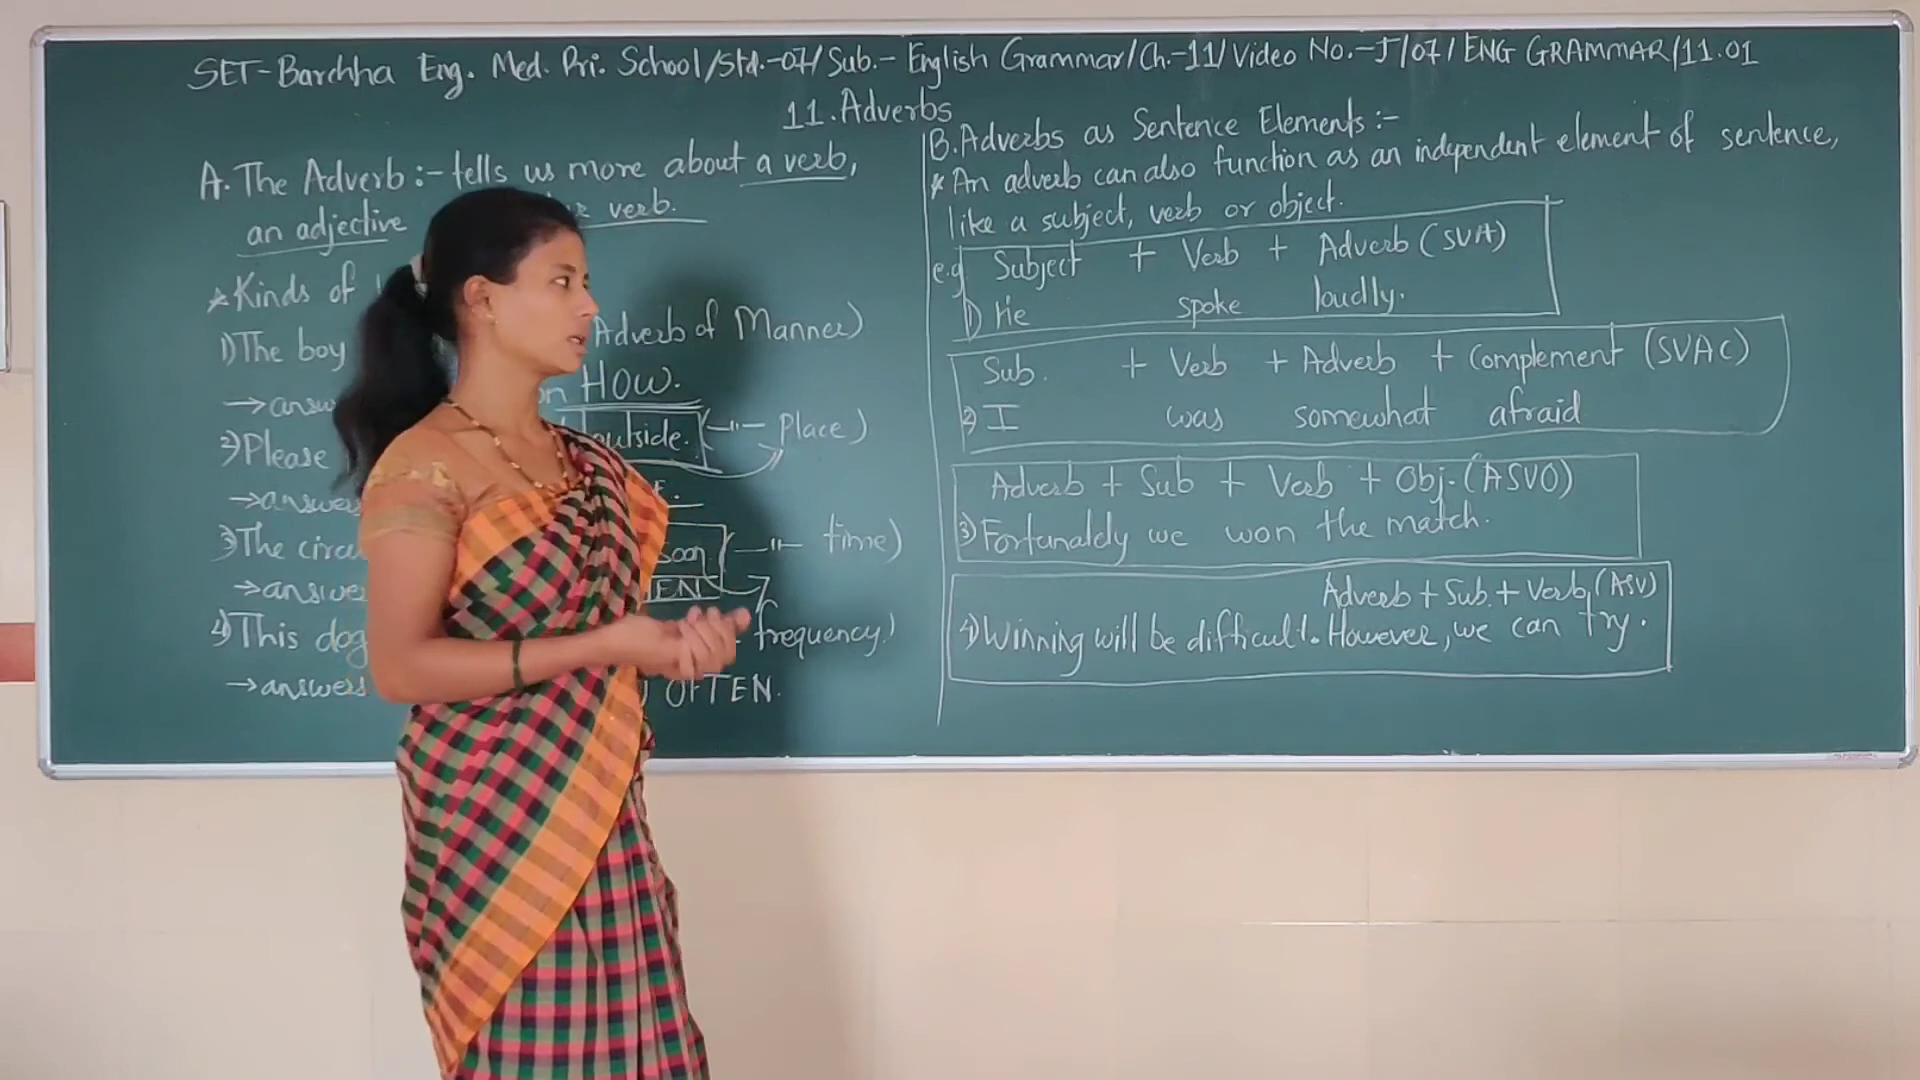 SET-Barchha Eng. Med. Pri. School/Std.-07/Sub.- English Grammar/Ch.-11/Video No.-J/07/ENG GRAMMAR/11.01
11.Adverbs
A. The Adverb :- tells us more about a verb,
an adjective verb.
*Kinds of
1)The boy Adverb of Manner)
→ HOW.
2)Please outside. (—"— Place)
→answers
3)The soon (—"— time)
→
4)This dog frequency)
→answers OFTEN.
B.Adverbs as Sentence Elements:-
* An adverb can also function as an independent element of sentence,
like a subject, verb or object.
e.g Subject + Verb + Adverb (SVA)
1) He spoke loudly.
Sub. + Verb + Adverb + Complement (SVAC)
2) I was somewhat afraid
Adverb + Sub + Verb + Obj. (ASVO)
3)Fortunately we won the match.
Adverb + Sub. + Verb (ASV)
4)Winning will be difficult. However, we can try.